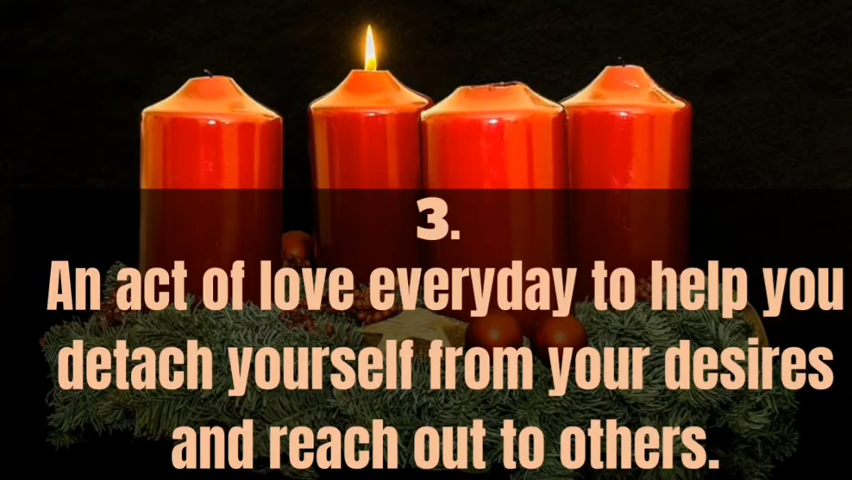 3.
An act of love everyday to help you
detach yourself from your desires
and reach out to others.